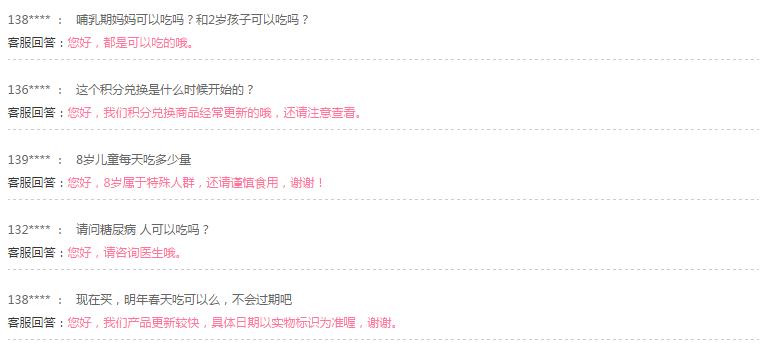 138**** ： 哺乳期妈妈可以吃吗？和2岁孩子可以吃吗？
客服回答：您好，都是可以吃的哦。
136**** ： 这个积分兑换是什么时候开始的？
客服回答：您好，我们积分兑换商品经常更新的哦，还请注意查看。
139**** ： 8岁儿童每天吃多少量
客服回答：您好，8岁属于特殊人群，还请谨慎食用，谢谢！
132**** ： 请问糖尿病 人可以吃吗？
客服回答：您好，请咨询医生哦。
138**** ： 现在买，明年春天吃可以么，不会过期吧
客服回答：您好，我们产品更新较快，具体日期以实物标识为准喔，谢谢。